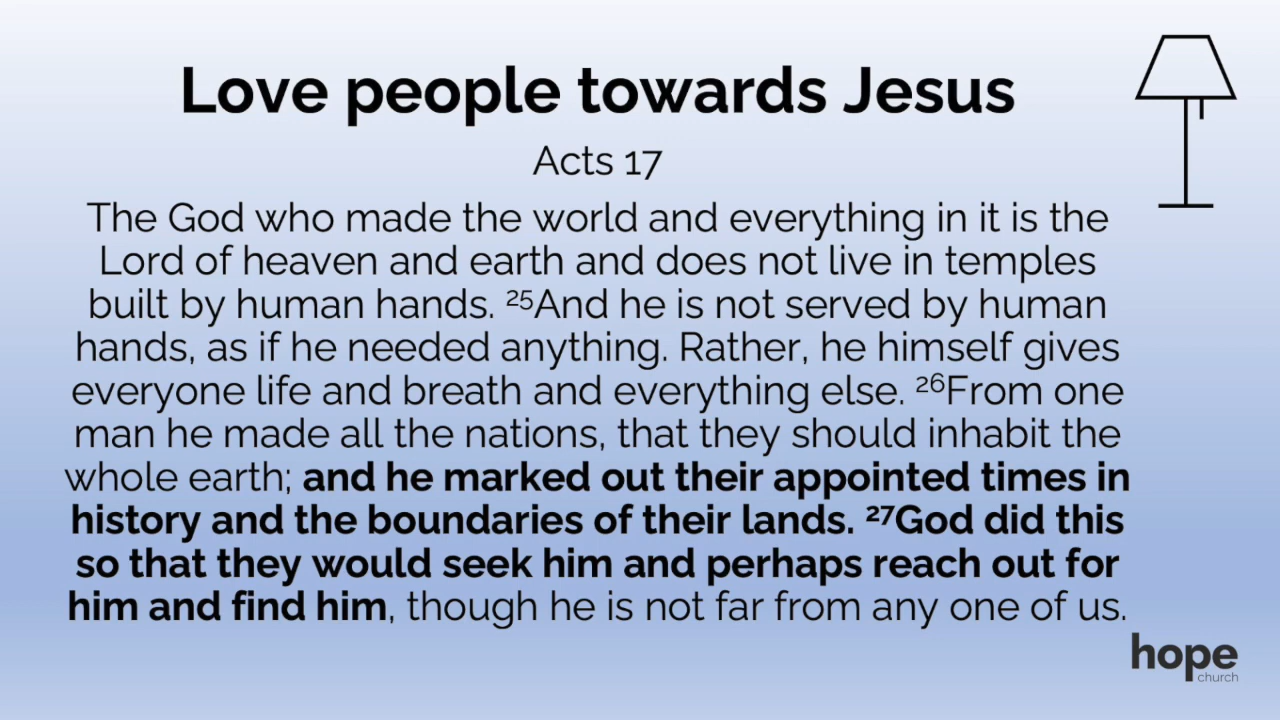 Love people towards Jesus
Acts 17
The God who made the world and everything in it is the
Lord of heaven and earth and does not live in temples
built by human hands. ²⁵And he is not served by human
hands, as if he needed anything. Rather, he himself gives
everyone life and breath and everything else. ²⁶From one
man he made all the nations, that they should inhabit the
whole earth; and he marked out their appointed times in
history and the boundaries of their lands. ²⁷God did this
so that they would seek him and perhaps reach out for
him and find him, though he is not far from any one of us.
hope
church